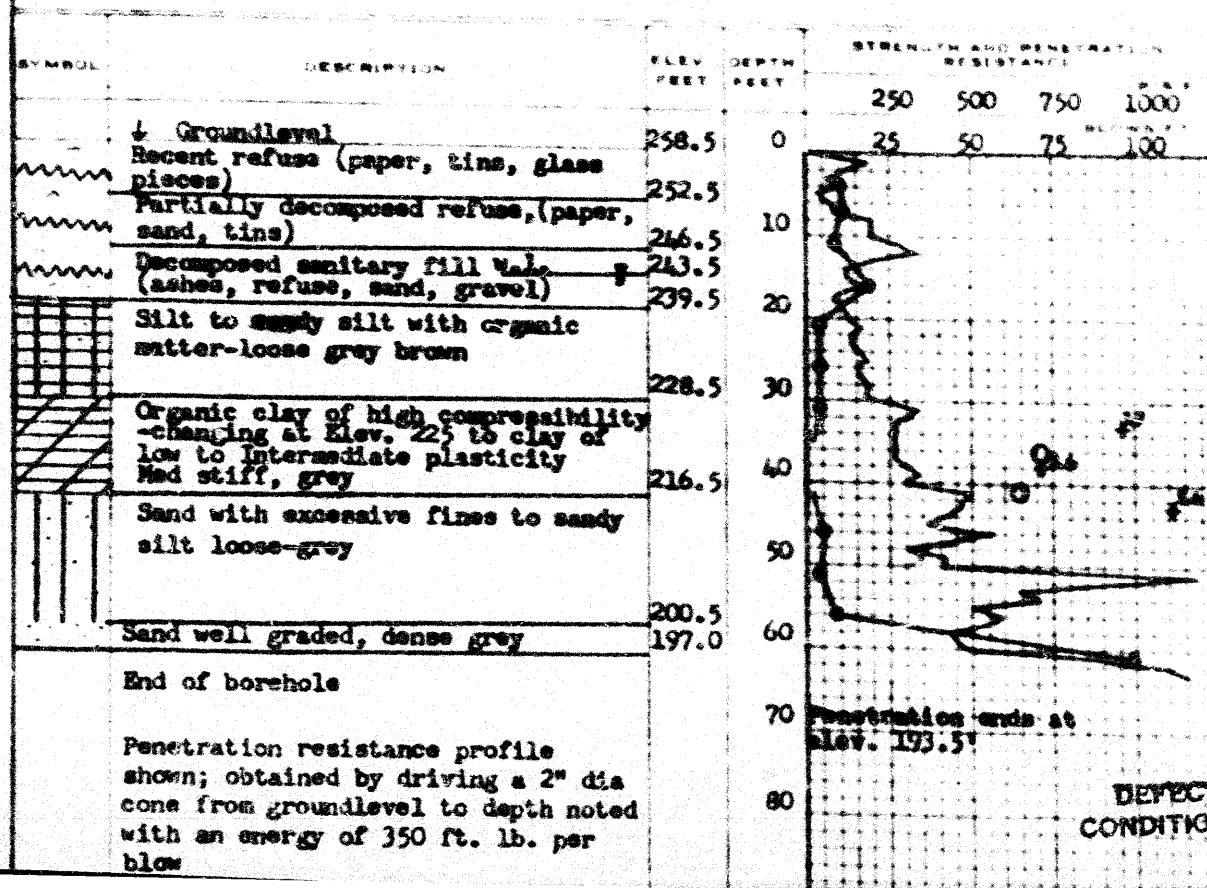 SYMBOL DESCRIPTION ELEV FEET DEPTH FEET STRENGTH AND PENETRATION RESISTANCE
250 500 750 1000
25 50 75 100
↓ Groundlevel 258.5 0
Recent refuse (paper, tins, glass
pieces) 252.5
Partially decomposed refuse,(paper,
sand, tins) 246.5 10
Decomposed sanitary fill W.L. 243.5
(ashes, refuse, sand, gravel) 239.5 20
Silt to sandy silt with organic
matter-loose grey brown
228.5 30
Organic clay of high compressibility
-changing at Elev. 225 to clay of
low to Intermediate plasticity
Med stiff, grey 216.5 40
Sand with excessive fines to sandy
silt loose-grey 50
200.5
Sand well graded, dense grey 197.0 60
End of borehole
70 Penetration ends at
elev. 193.5'
Penetration resistance profile
shown; obtained by driving a 2" dia
cone from groundlevel to depth noted 80 DEFEC
with an energy of 350 ft. lb. per CONDITIO
blow